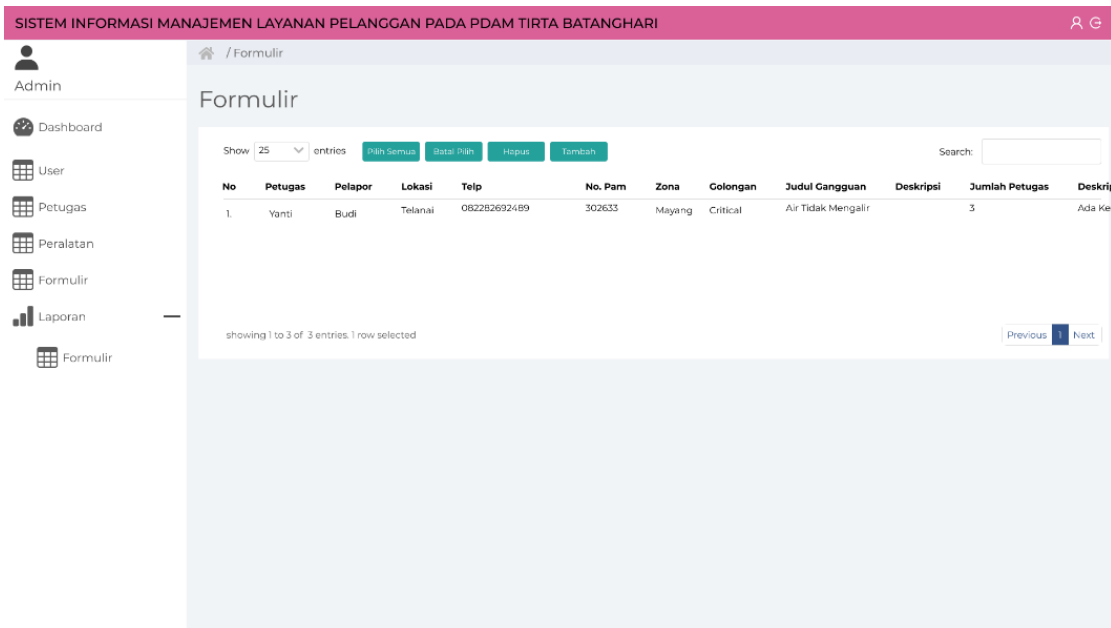 SISTEM INFORMASI MANAJEMEN LAYANAN PELANGGAN PADA PDAM TIRTA BATANGHARI
Admin
Dashboard
User
Petugas
Peralatan
Formulir
Laporan
Formulir
/ Formulir
Formulir
Show 25 entries Pilih Semua Batal Pilih Hapus Tambah Search:
No Petugas Pelapor Lokasi Telp No. Pam Zona Golongan Judul Gangguan Deskripsi Jumlah Petugas Deskrip
1. Yanti Budi Telanai 082282692489 302633 Mayang Critical Air Tidak Mengalir 3 Ada Ke
showing 1 to 3 of 3 entries. 1 row selected
Previous 1 Next